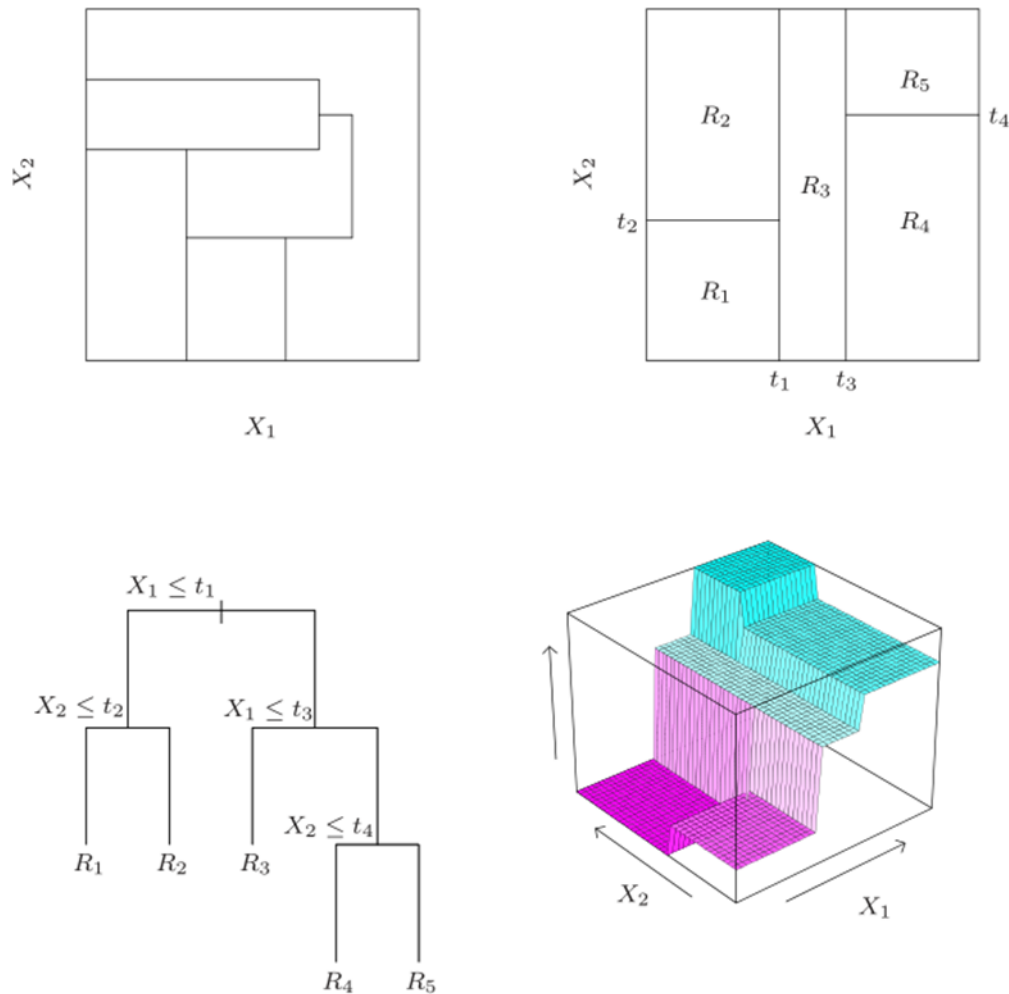 X₂
X₁
X₂
R₂
R₅
t₄
R₃
t₂
R₄
R₁
t₁ t₃
X₁
X₁ ≤ t₁
X₂ ≤ t₂
X₁ ≤ t₃
X₂ ≤ t₄
R₁ R₂ R₃
R₄ R₅
X₂
X₁